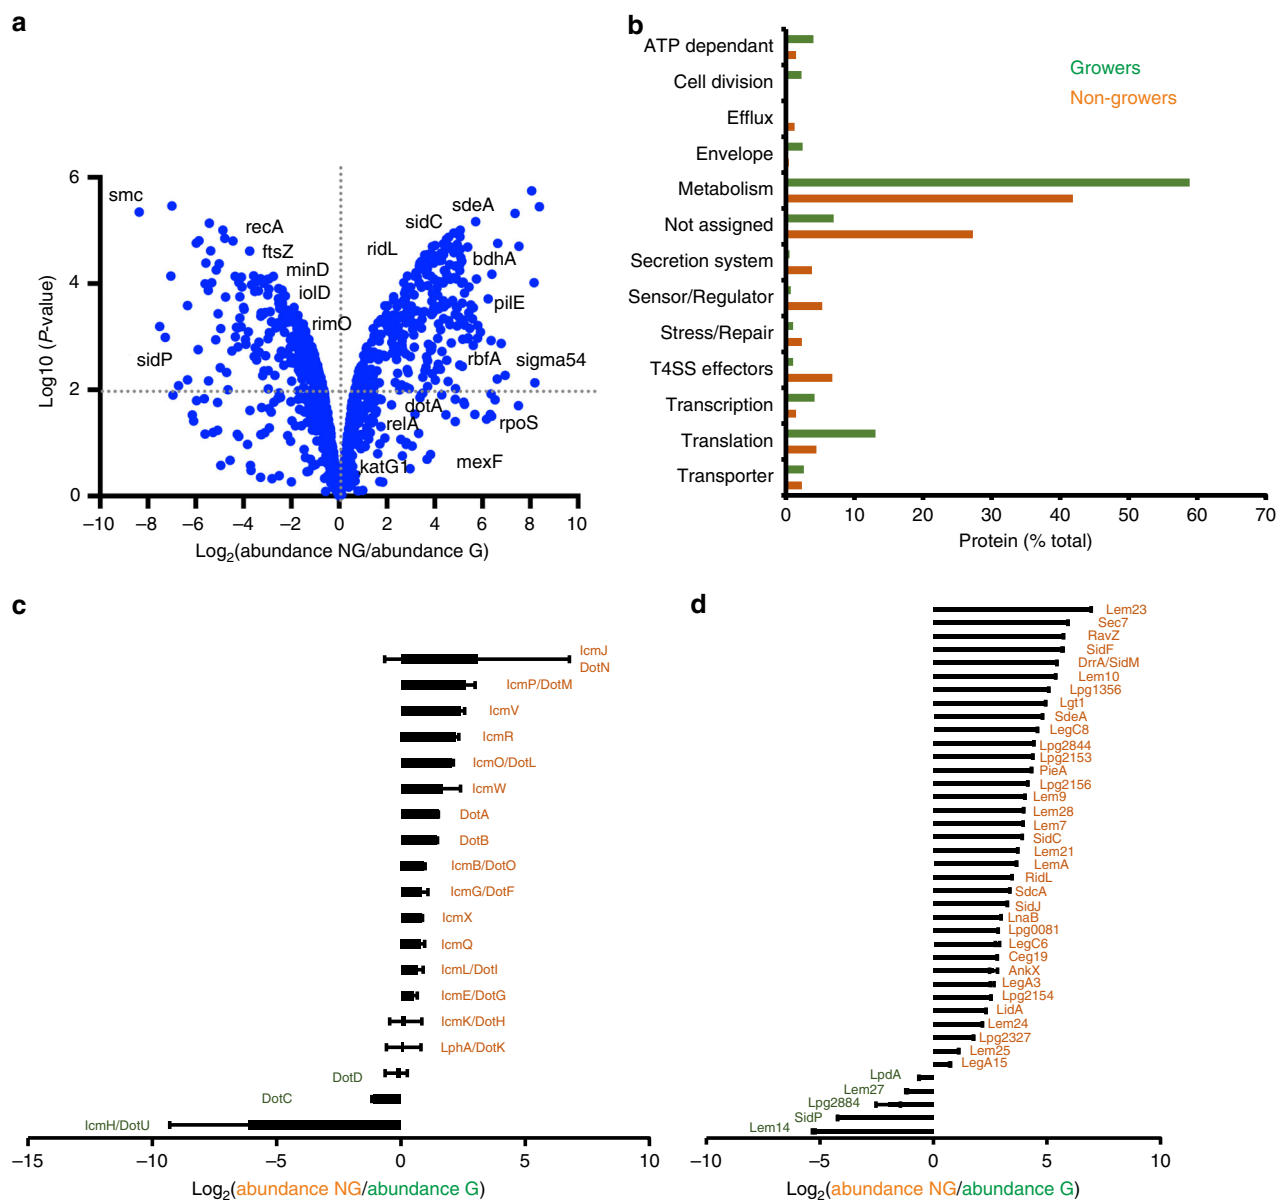 a
6
4
2
0
Log10 (P-value)
smc
recA
ftsZ
minD
iolD
rimO
sidP
sdeA
sidC
ridL
bdhA
pilE
rbfA
sigma54
dotA
relA
rpoS
katG1
mexF
−10 −8 −6 −4 −2 0 2 4 6 8 10
Log2(abundance NG/abundance G)
b
ATP dependant
Cell division
Efflux
Envelope
Metabolism
Not assigned
Secretion system
Sensor/Regulator
Stress/Repair
T4SS effectors
Transcription
Translation
Transporter
Growers
Non-growers
0 10 20 30 40 50 60 70
Protein (% total)
c
IcmJ
DotN
IcmP/DotM
IcmV
IcmR
IcmO/DotL
IcmW
DotA
DotB
IcmB/DotO
IcmG/DotF
IcmX
IcmQ
IcmL/DotI
IcmE/DotG
IcmK/DotH
LphA/DotK
DotD
DotC
IcmH/DotU
−15 −10 −5 0 5 10
Log2(abundance NG/abundance G)
d
Lem23
Sec7
RavZ
SidF
DrrA/SidM
Lem10
Lpg1356
Lgt1
SdeA
LegC8
Lpg2844
Lpg2153
PieA
Lpg2156
Lem9
Lem28
Lem7
SidC
Lem21
LemA
RidL
SdcA
SidJ
LnaB
Lpg0081
LegC6
Ceg19
AnkX
LegA3
Lpg2154
LidA
Lem24
Lpg2327
Lem25
LegA15
LpdA
Lem27
Lpg2884
SidP
Lem14
−10 −5 0 5 10
Log2(abundance NG/abundance G)